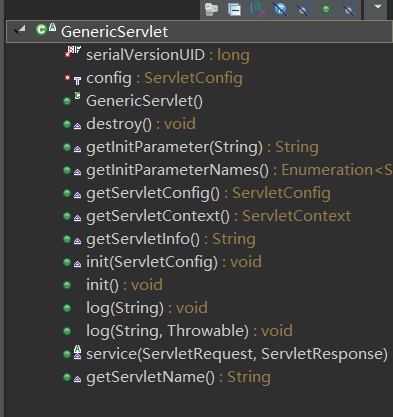 GenericServlet
serialVersionUID : long
config : ServletConfig
GenericServlet()
destroy() : void
getInitParameter(String) : String
getInitParameterNames() : Enumeration<S
getServletConfig() : ServletConfig
getServletContext() : ServletContext
getServletInfo() : String
init(ServletConfig) : void
init() : void
log(String) : void
log(String, Throwable) : void
service(ServletRequest, ServletResponse)
getServletName() : String